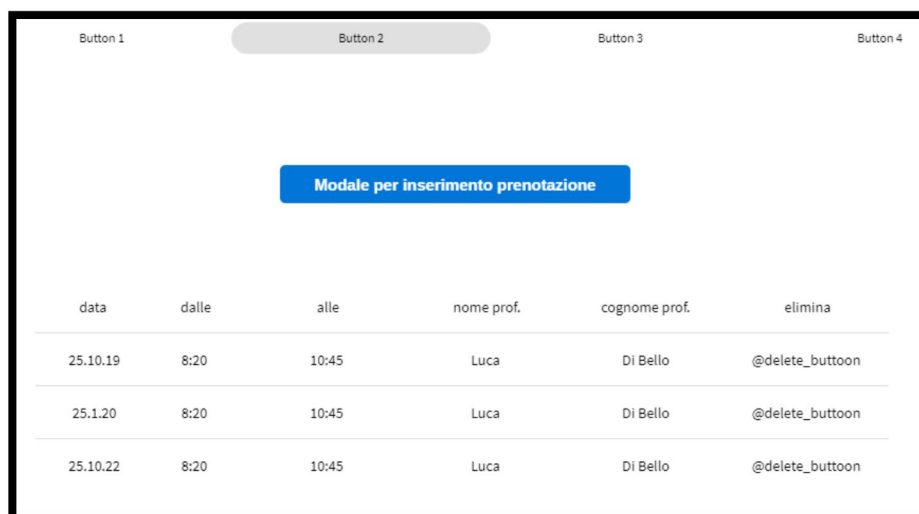 Button 1 Button 2 Button 3 Button 4
Modale per inserimento prenotazione
data dalle alle nome prof. cognome prof. elimina
25.10.19 8:20 10:45 Luca Di Bello @delete_buttoon
25.1.20 8:20 10:45 Luca Di Bello @delete_buttoon
25.10.22 8:20 10:45 Luca Di Bello @delete_buttoon